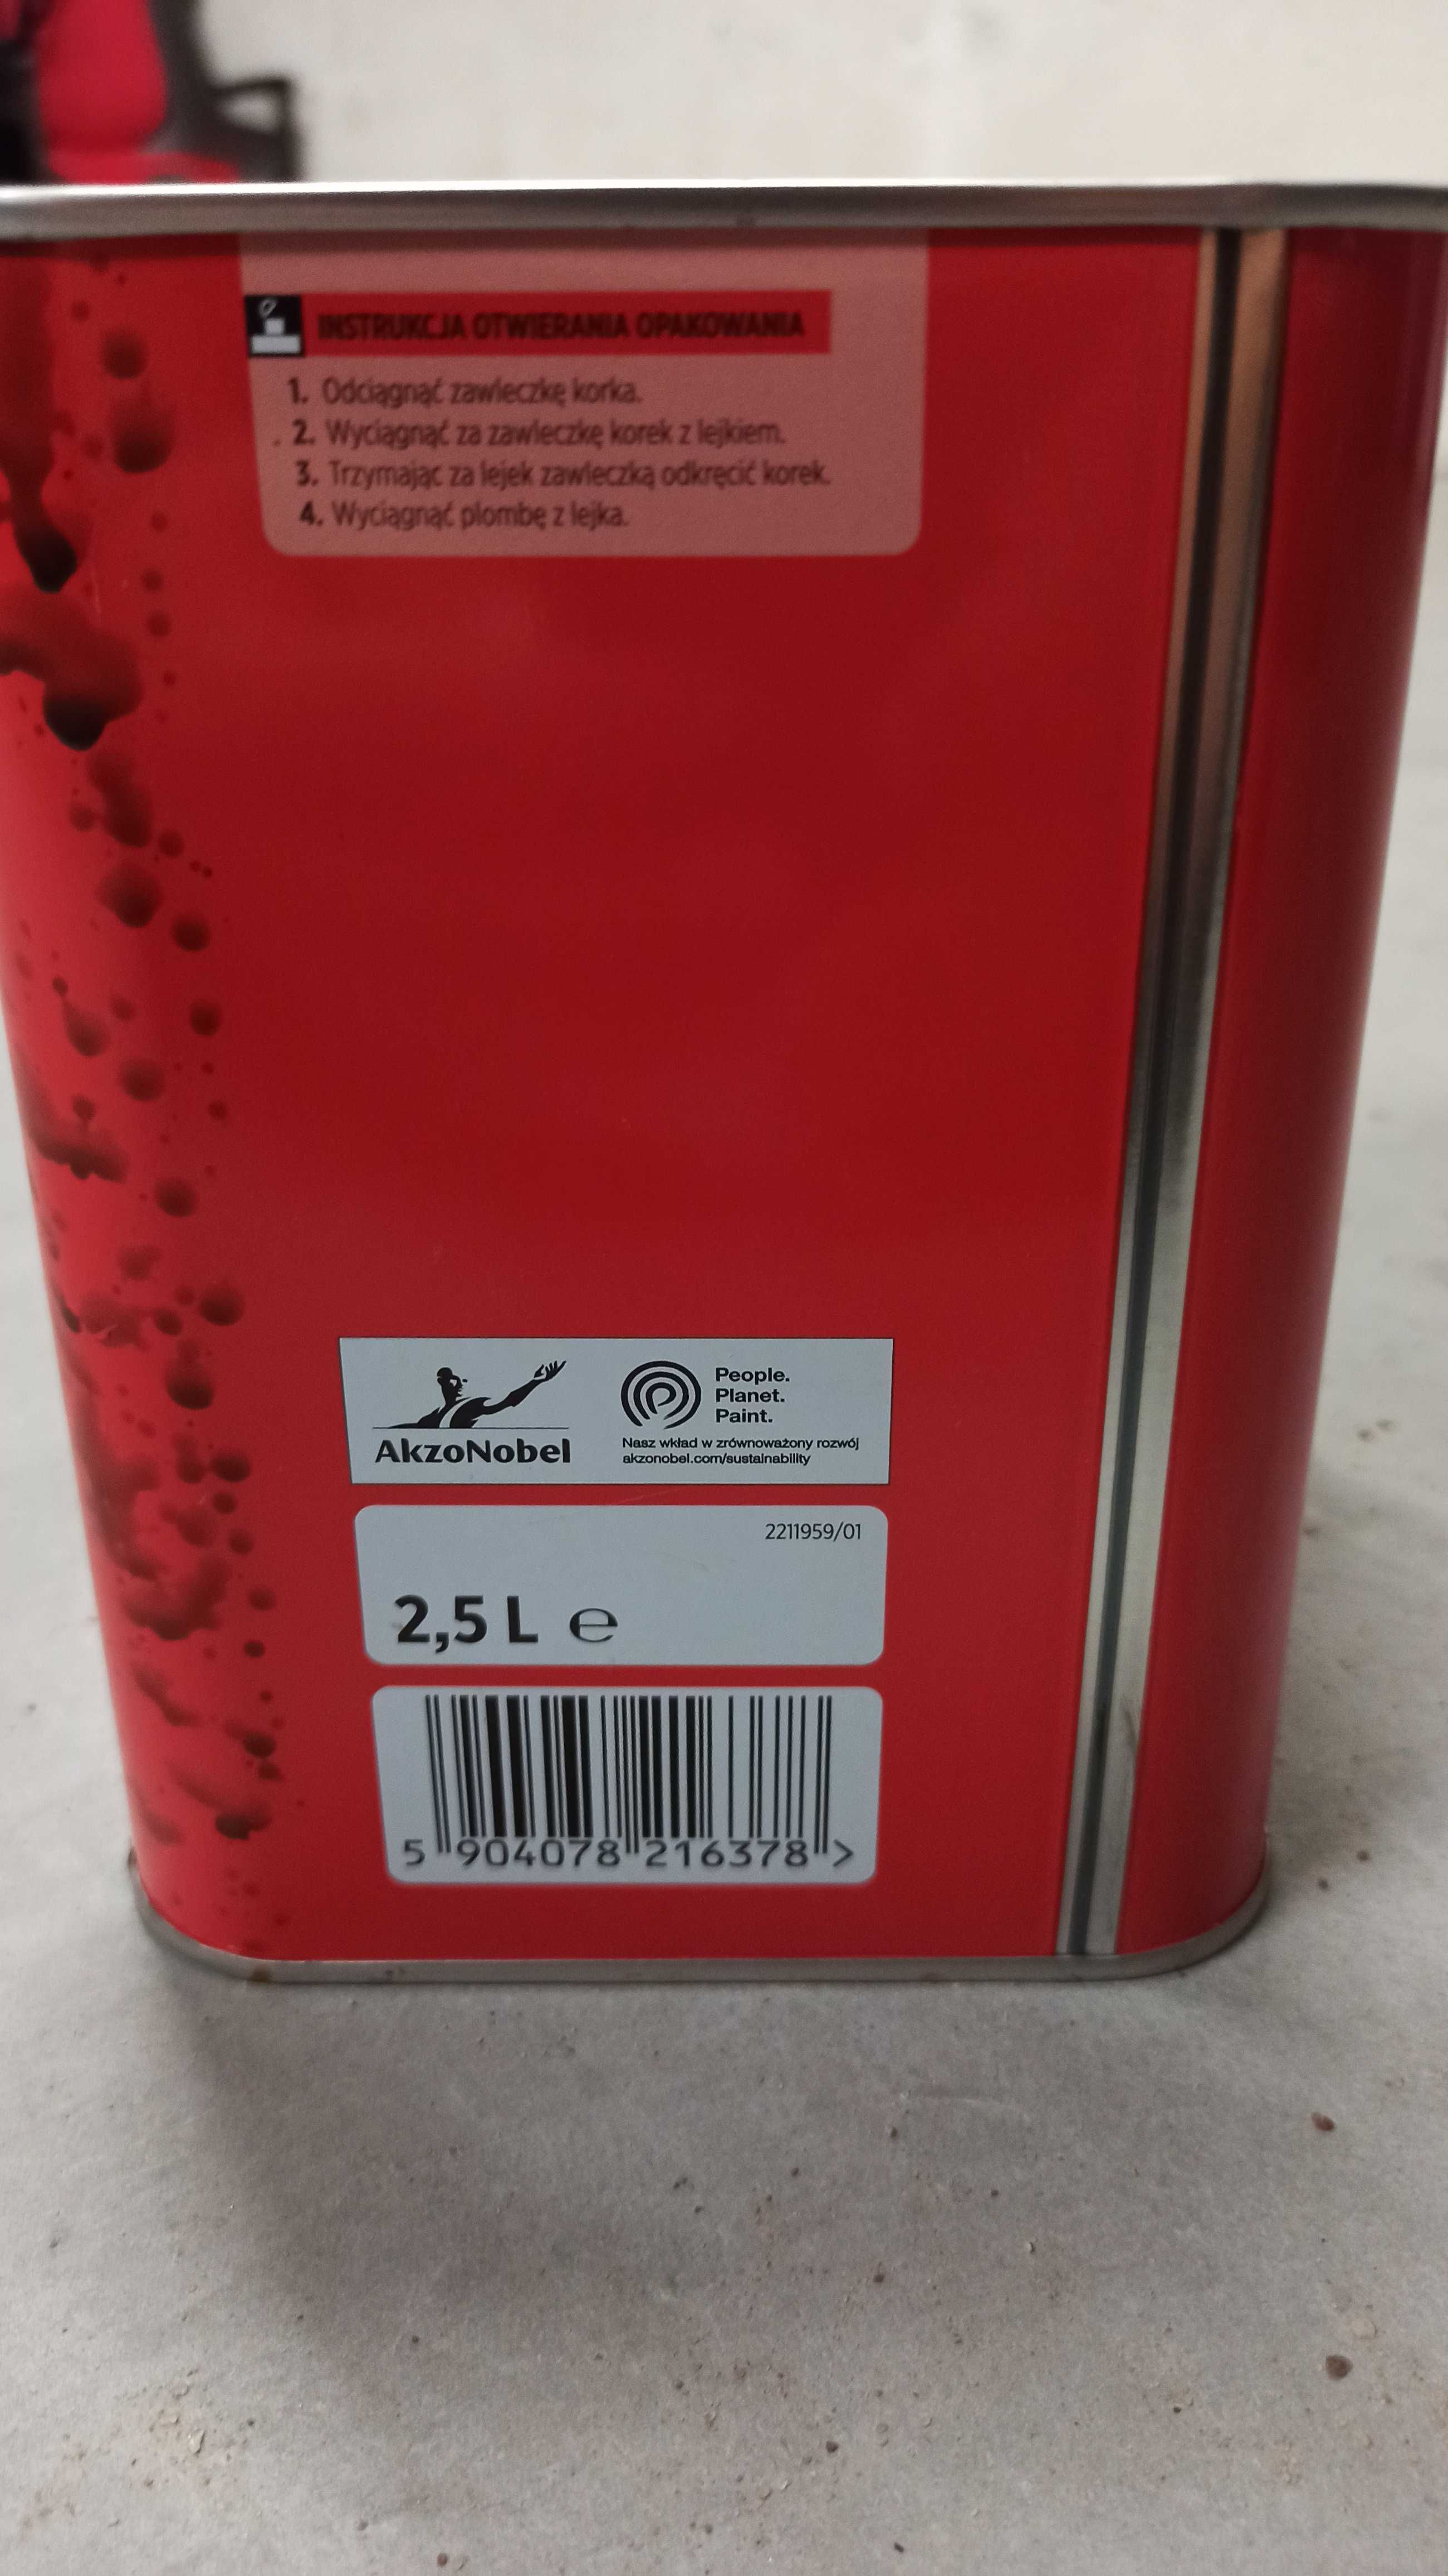 INSTRUKCJA OTWIERANIA OPAKOWANIA
1. Odciągnąć zawleczkę korka.
2. Wyciągnąć za zawleczkę korek z lejkiem.
3. Trzymając za lejek zawleczką odkręcić korek.
4. Wyciągnąć plombę z lejka.
AkzoNobel
People.
Planet.
Paint.
Nasz wkład w zrównoważony rozwój
akzonobel.com/sustainability
2211959/01
2,5 L ℮
5 904078 216378 >